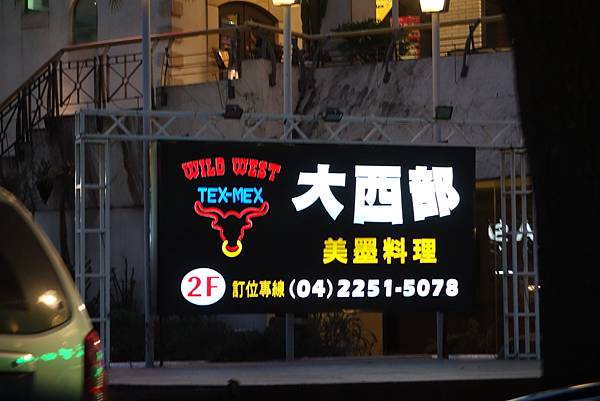 WILD WEST
TEX-MEX
大西部
美墨料理
2F 訂位專線 (04) 2251-5078